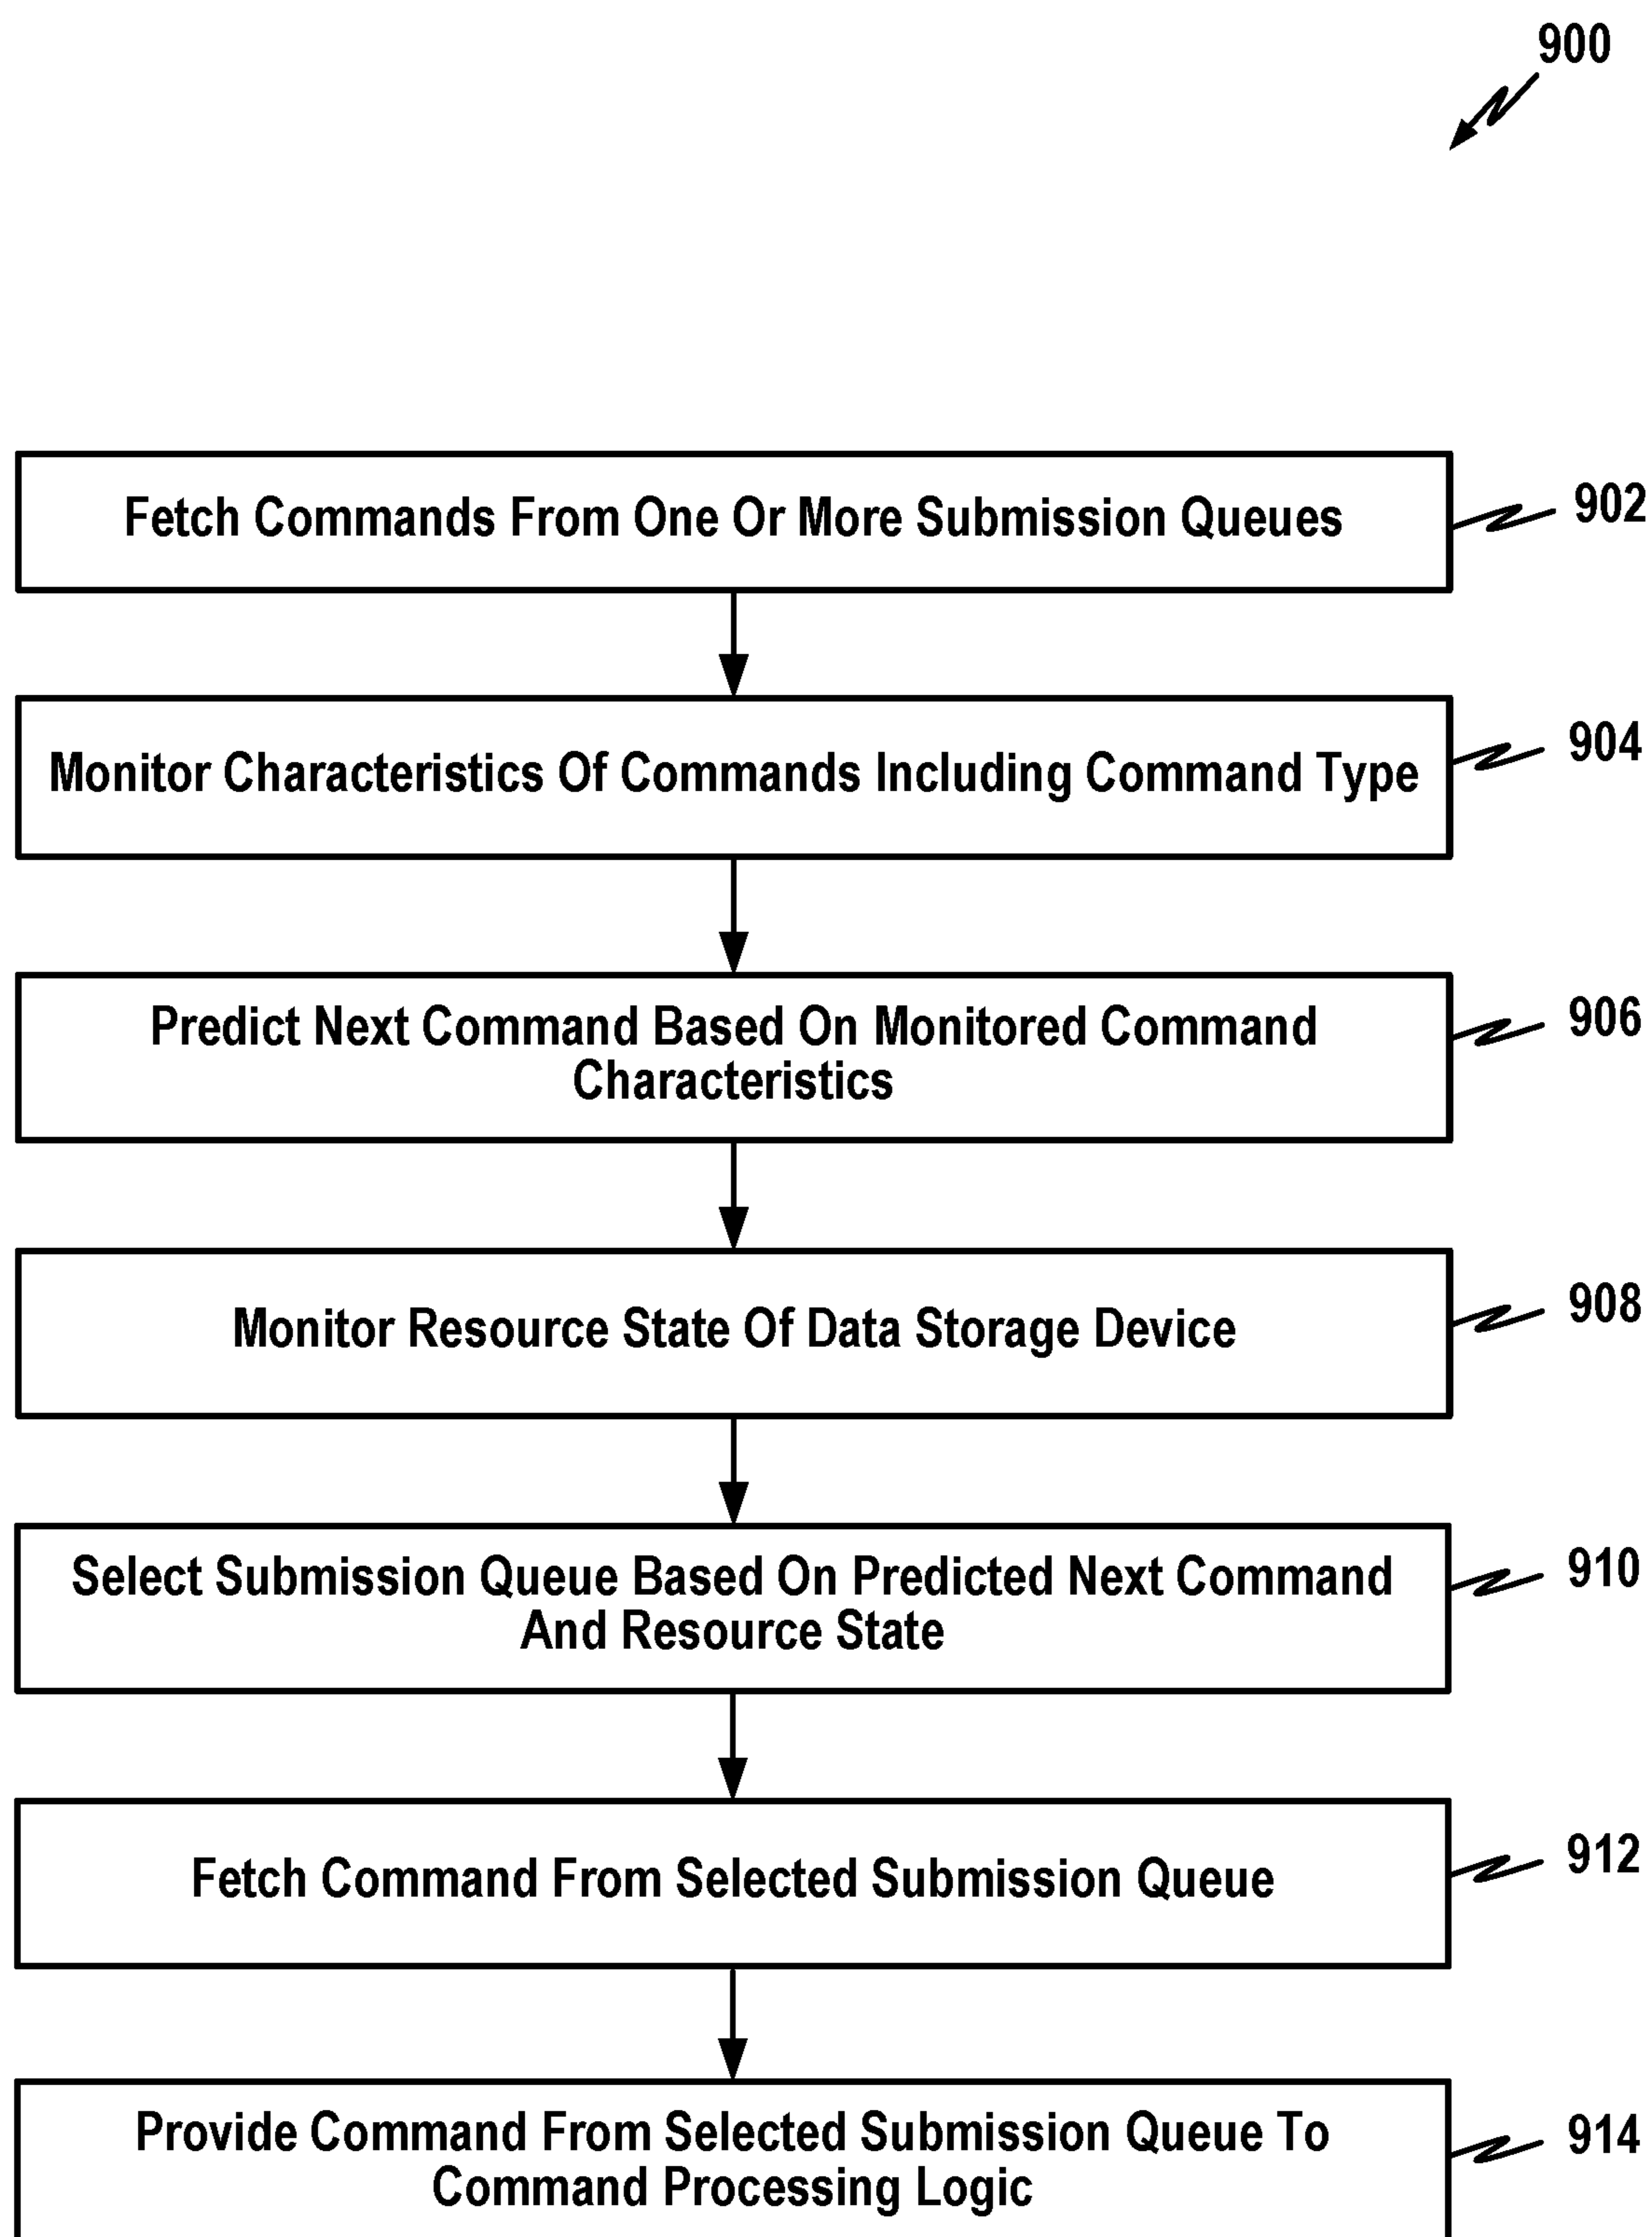 900
Fetch Commands From One Or More Submission Queues
902
Monitor Characteristics Of Commands Including Command Type
904
Predict Next Command Based On Monitored Command
Characteristics
906
Monitor Resource State Of Data Storage Device
908
Select Submission Queue Based On Predicted Next Command
And Resource State
910
Fetch Command From Selected Submission Queue
912
Provide Command From Selected Submission Queue To
Command Processing Logic
914